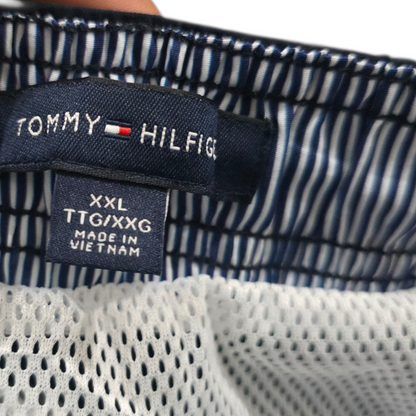 TOMMY HILFIG
XXL
TTG/XXG
MADE IN
VIETNAM